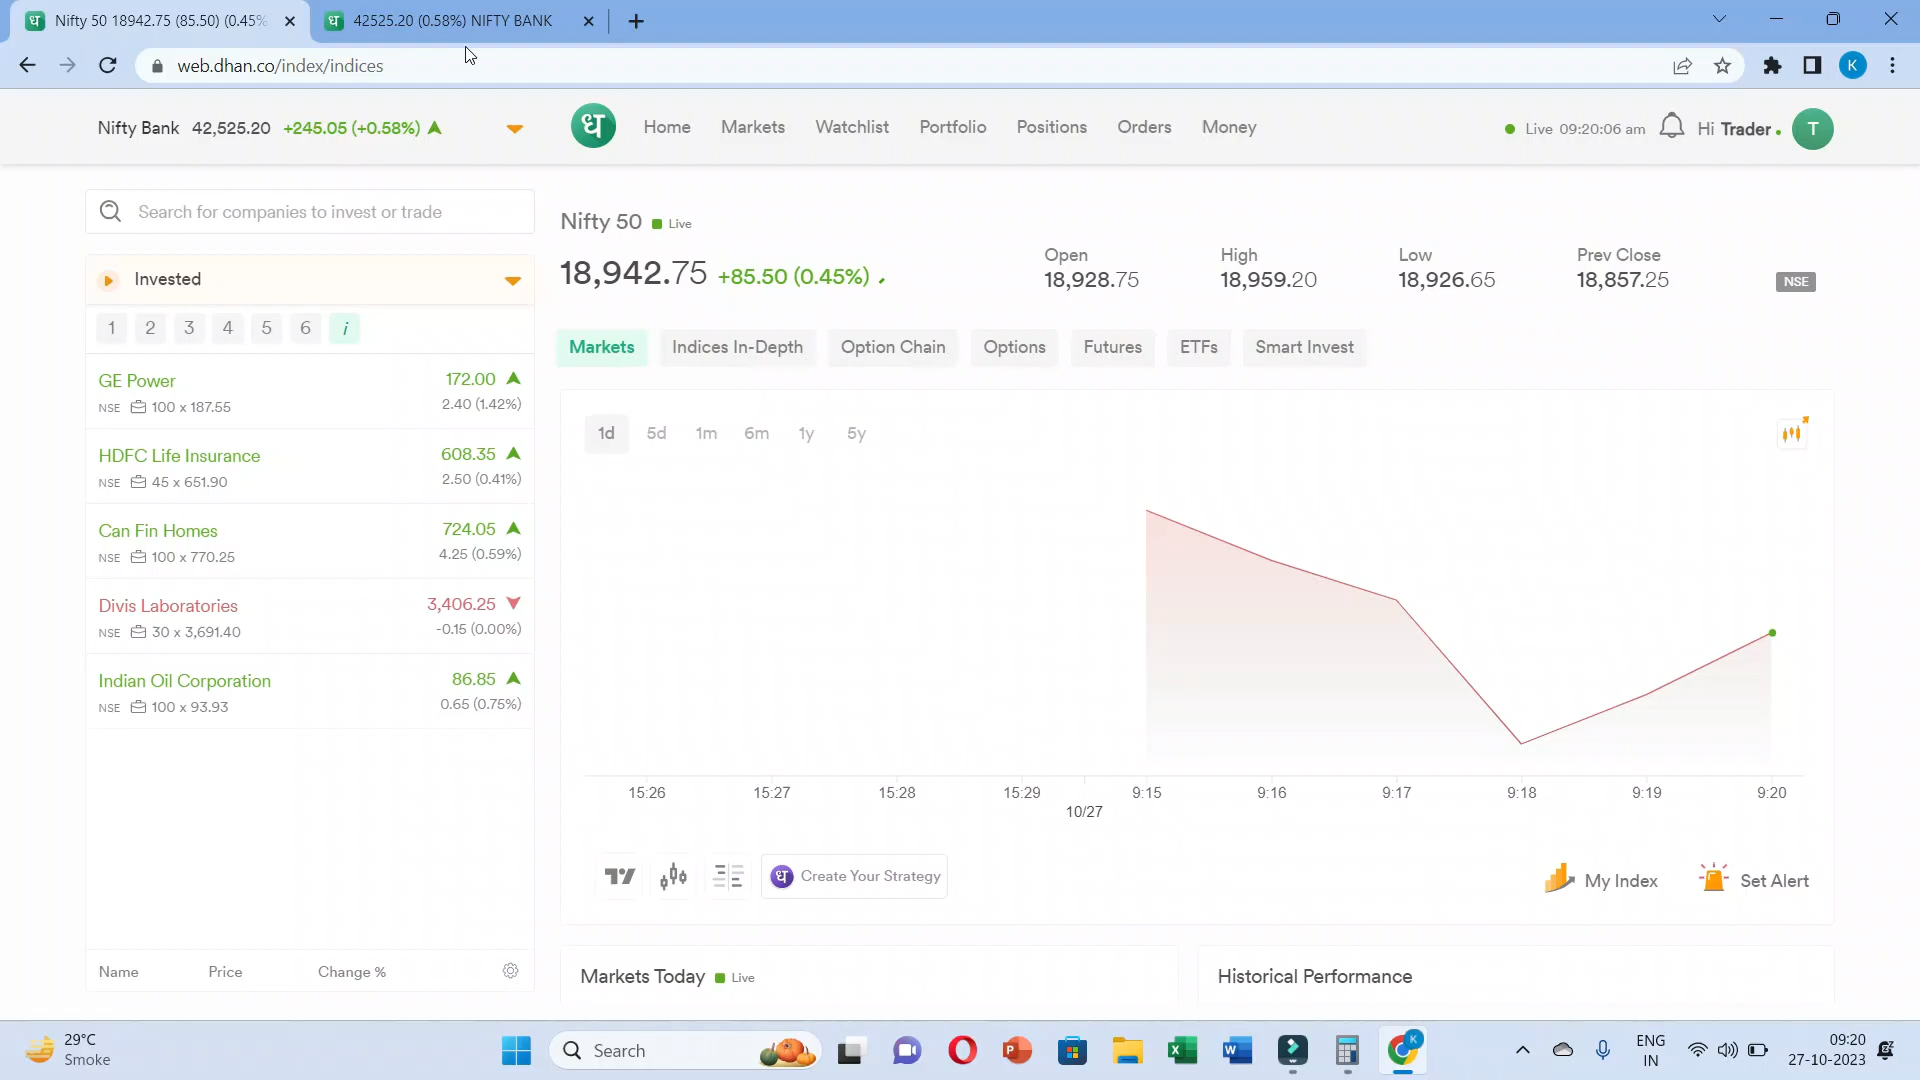 Nifty 50 18942.75 (85.50) (0.45%
42525.20 (0.58%) NIFTY BANK
web.dhan.co/index/indices
K
Nifty Bank 42,525.20 +245.05 (+0.58%)
ध
Home Markets Watchlist Portfolio Positions Orders Money
Live 09:20:06 am
Hi Trader
T
Search for companies to invest or trade
Invested
1 2 3 4 5 6 i
GE Power 172.00
NSE 100 x 187.55 2.40 (1.42%)
HDFC Life Insurance 608.35
NSE 45 x 651.90 2.50 (0.41%)
Can Fin Homes 724.05
NSE 100 x 770.25 4.25 (0.59%)
Divis Laboratories 3,406.25
NSE 30 x 3,691.40 -0.15 (0.00%)
Indian Oil Corporation 86.85
NSE 100 x 93.93 0.65 (0.75%)
Name Price Change %
Nifty 50 Live
18,942.75 +85.50 (0.45%)
Open High Low Prev Close
18,928.75 18,959.20 18,926.65 18,857.25
NSE
Markets Indices In-Depth Option Chain Options Futures ETFs Smart Invest
1d 5d 1m 6m 1y 5y
15:26 15:27 15:28 15:29 9:15 9:16 9:17 9:18 9:19 9:20
10/27
ध Create Your Strategy
My Index Set Alert
Markets Today Live
Historical Performance
29°C
Smoke
Search
ENG
IN
09:20
27-10-2023